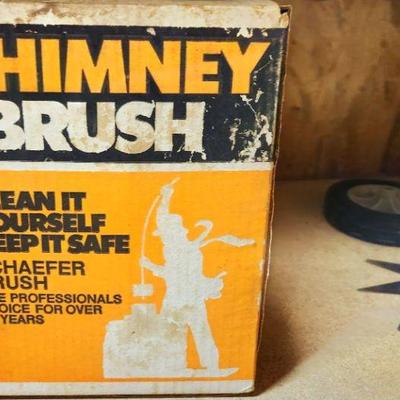 HIMNEY
BRUSH
EAN IT
OURSELF
EEP IT SAFE
CHAEFER
RUSH
E PROFESSIONALS
OICE FOR OVER
YEARS